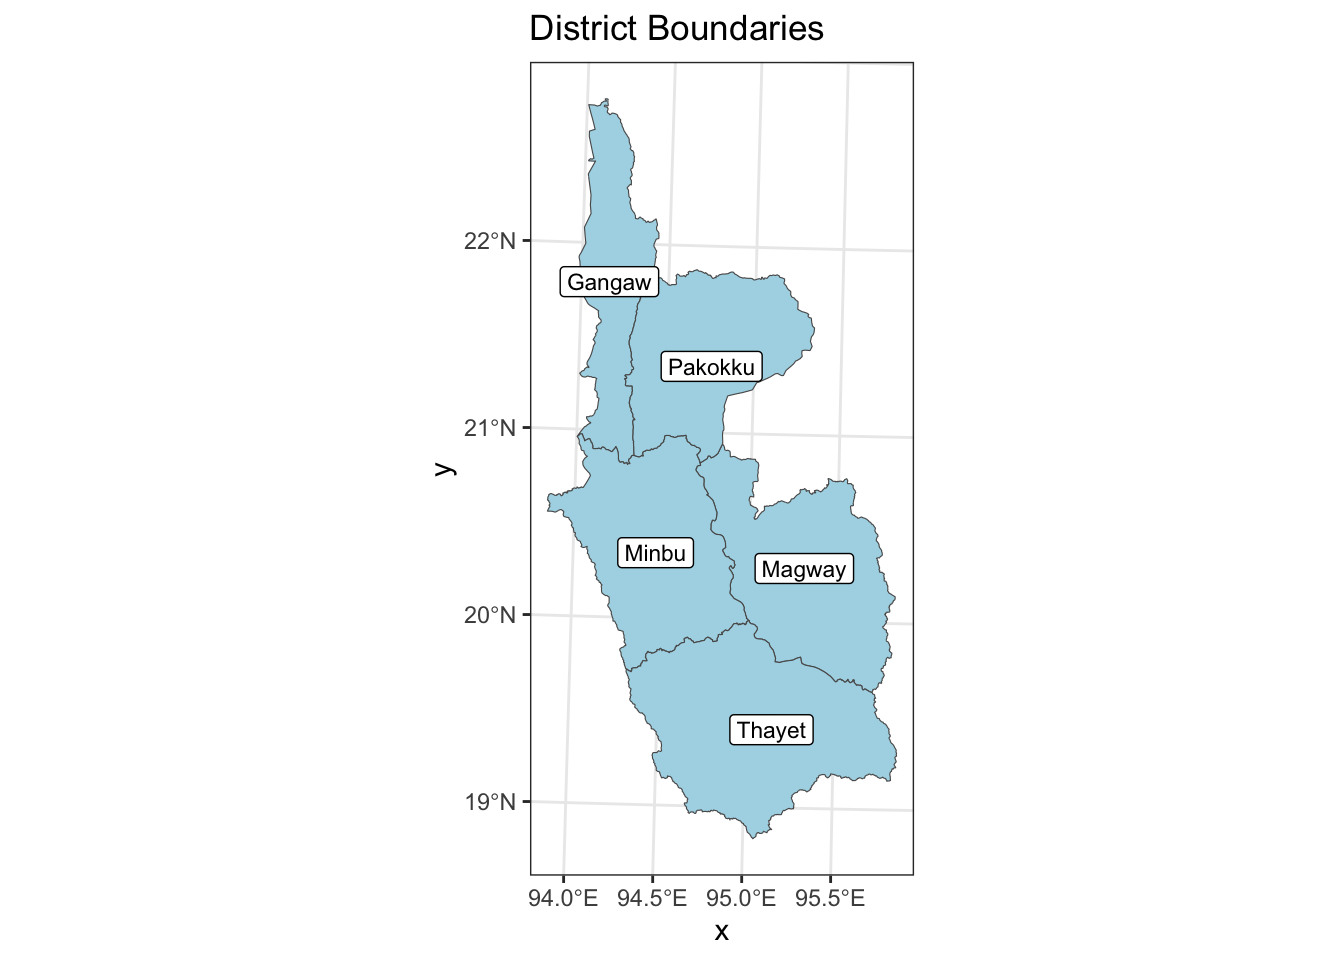 District Boundaries
22°N
21°N
20°N
19°N
y
Gangaw
Pakokku
Minbu
Magway
Thayet
94.0°E 94.5°E 95.0°E 95.5°E
x